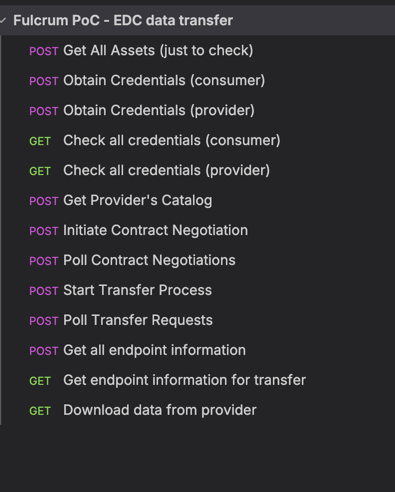 Fulcrum PoC - EDC data transfer
POST Get All Assets (just to check)
POST Obtain Credentials (consumer)
POST Obtain Credentials (provider)
GET Check all credentials (consumer)
GET Check all credentials (provider)
POST Get Provider's Catalog
POST Initiate Contract Negotiation
POST Poll Contract Negotiations
POST Start Transfer Process
POST Poll Transfer Requests
POST Get all endpoint information
GET Get endpoint information for transfer
GET Download data from provider